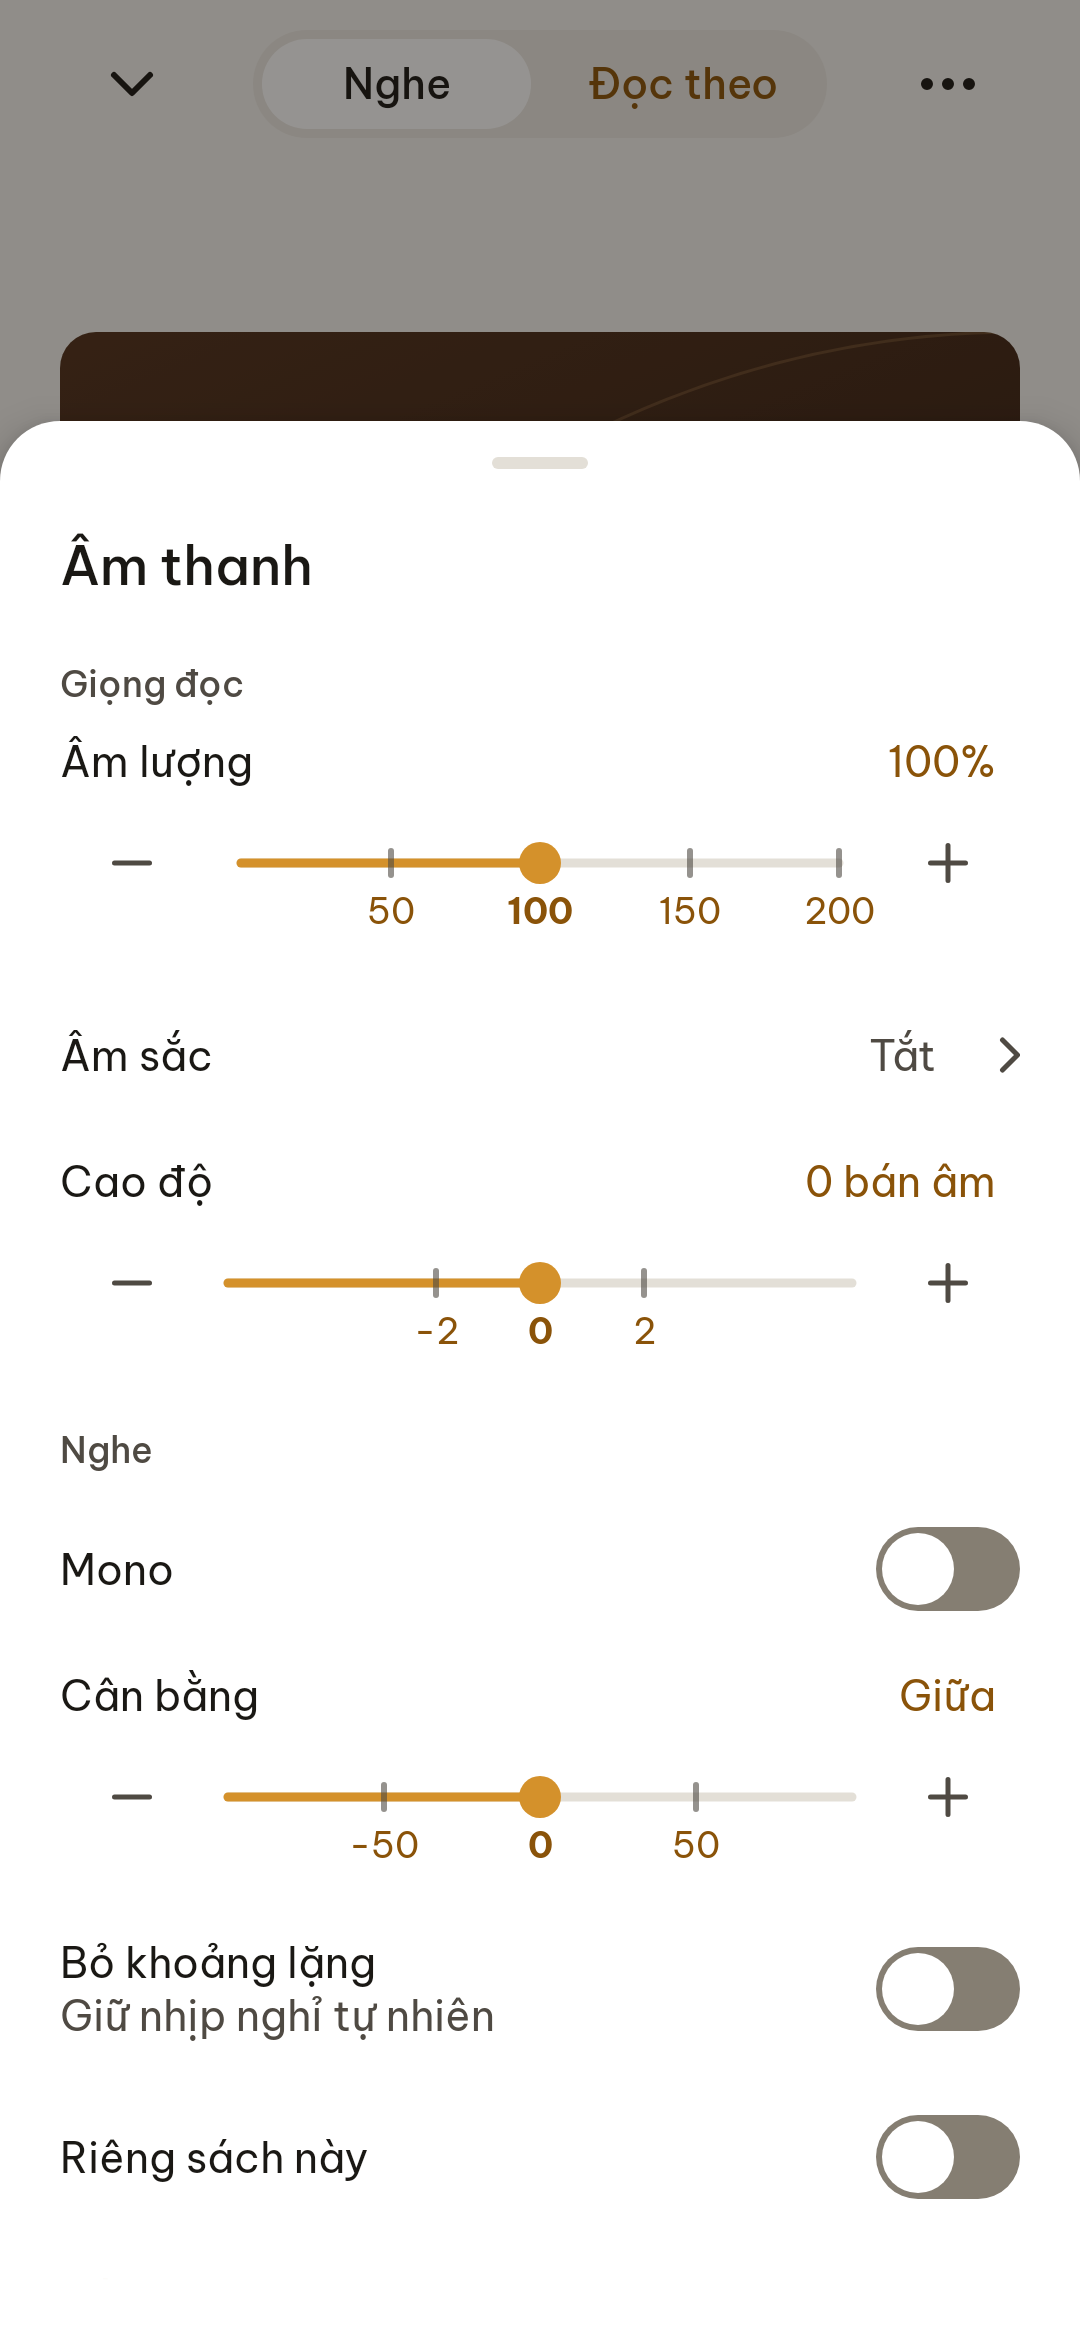 Nghe
Đọc theo
Âm thanh
Giọng đọc
Âm lượng
100%
50
100
150
200
Âm sắc
Tắt
Cao độ
0 bán âm
-2
0
2
Nghe
Mono
Cân bằng
Giữa
-50
0
50
Bỏ khoảng lặng
Giữ nhịp nghỉ tự nhiên
Riêng sách này